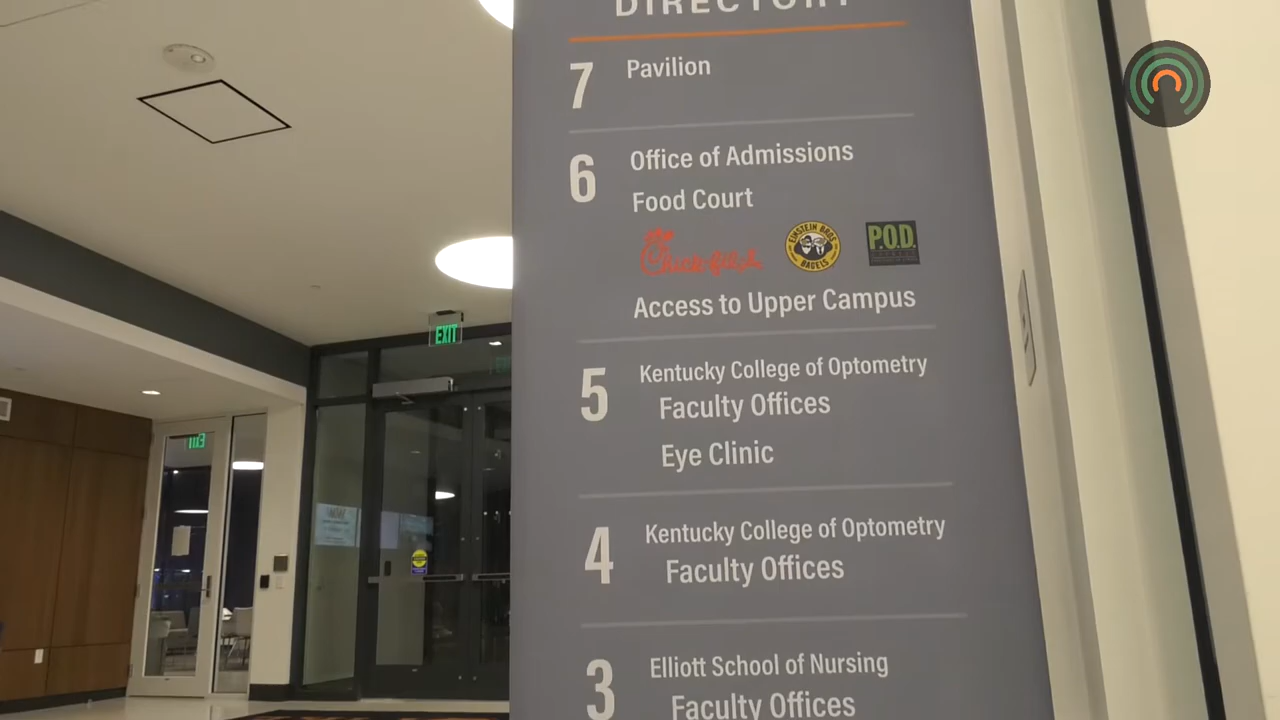 DIRECTORY
7 Pavilion
6 Office of Admissions
Food Court
Chick-fil-A
EINSTEIN BROS BAGELS
P.O.D.
Access to Upper Campus
5 Kentucky College of Optometry
Faculty Offices
Eye Clinic
4 Kentucky College of Optometry
Faculty Offices
3 Elliott School of Nursing
Faculty Offices
EXIT
EXIT